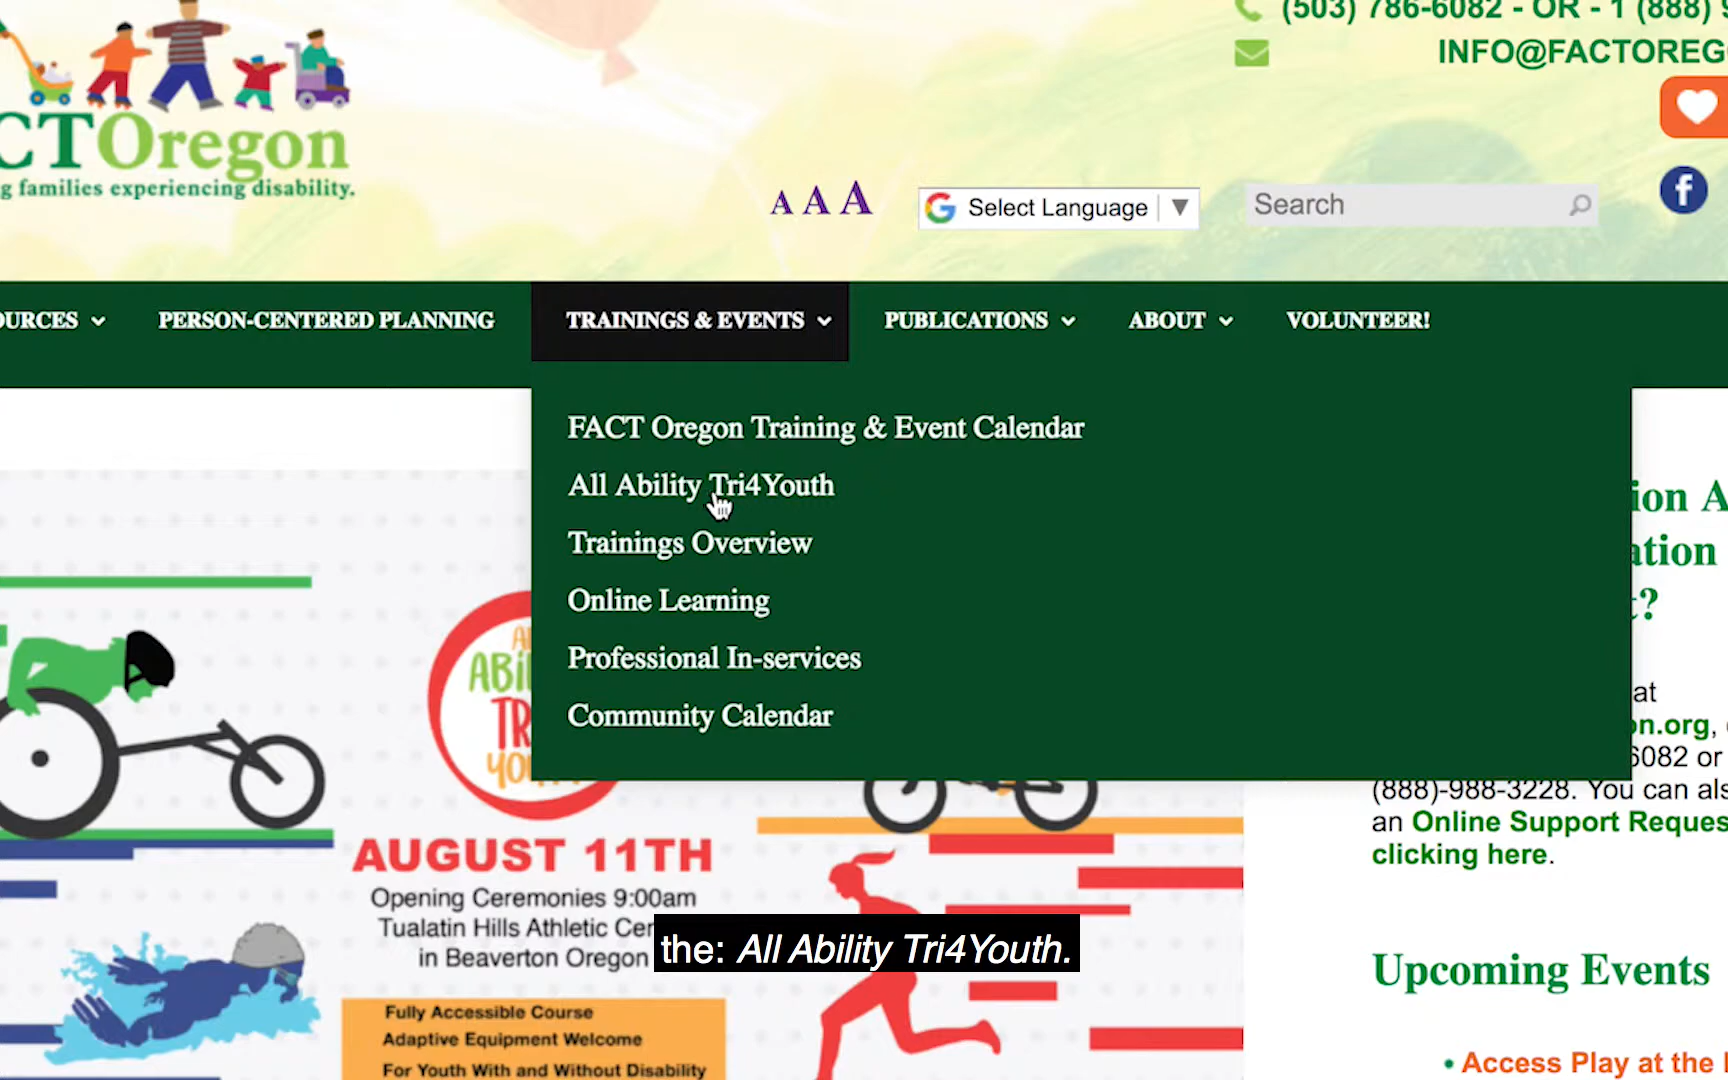 (503) 786-6082 - OR - 1 (888)
INFO@FACTOREG
CTOregon
g families experiencing disability.
A A A
Select Language ▼
Search
OURCES
PERSON-CENTERED PLANNING
TRAININGS & EVENTS
PUBLICATIONS
ABOUT
VOLUNTEER!
FACT Oregon Training & Event Calendar
All Ability Tri4Youth
Trainings Overview
Online Learning
Professional In-services
Community Calendar
ion A
ation
t?
at
on.org,
6082 or
(888)-988-3228. You can als
an Online Support Reques
clicking here.
AUGUST 11TH
Opening Ceremonies 9:00am
Tualatin Hills Athletic Cen
in Beaverton Oregon
the: All Ability Tri4Youth.
Fully Accessible Course
Adaptive Equipment Welcome
For Youth With and Without Disability
Upcoming Events
• Access Play at the